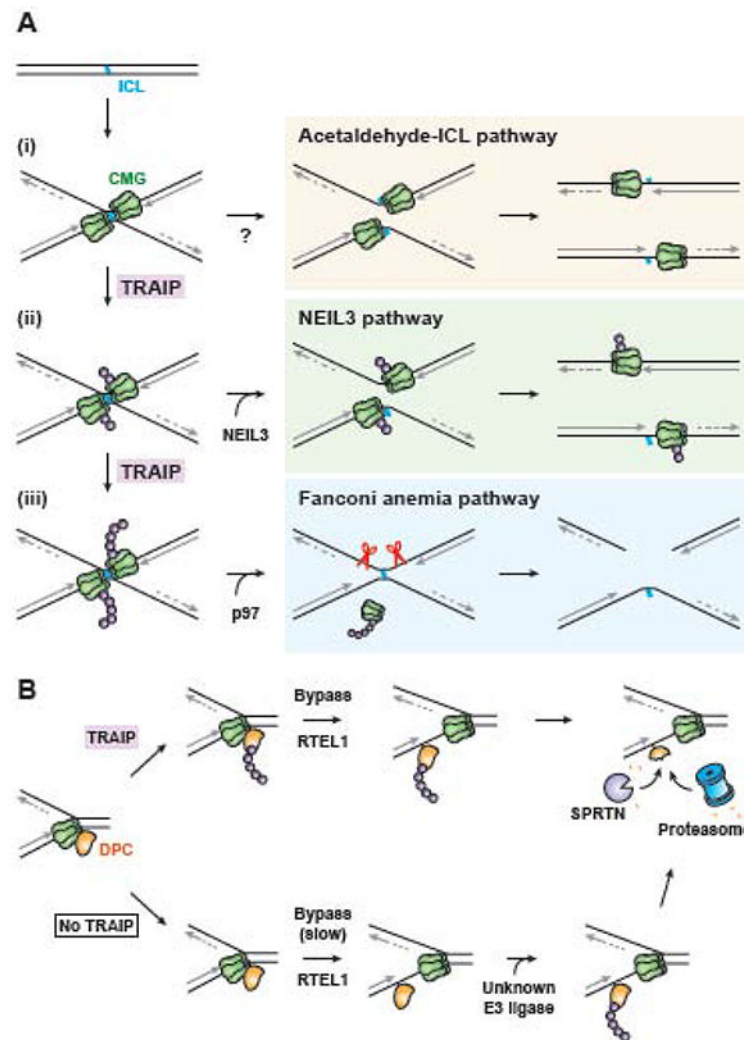 A
ICL
(i)
CMG
?
Acetaldehyde-ICL pathway
TRAIP
(ii)
NEIL3
NEIL3 pathway
TRAIP
(iii)
p97
Fanconi anemia pathway
B
TRAIP
Bypass
RTEL1
DPC
SPRTN
Proteasome
No TRAIP
Bypass
(slow)
RTEL1
Unknown
E3 ligase